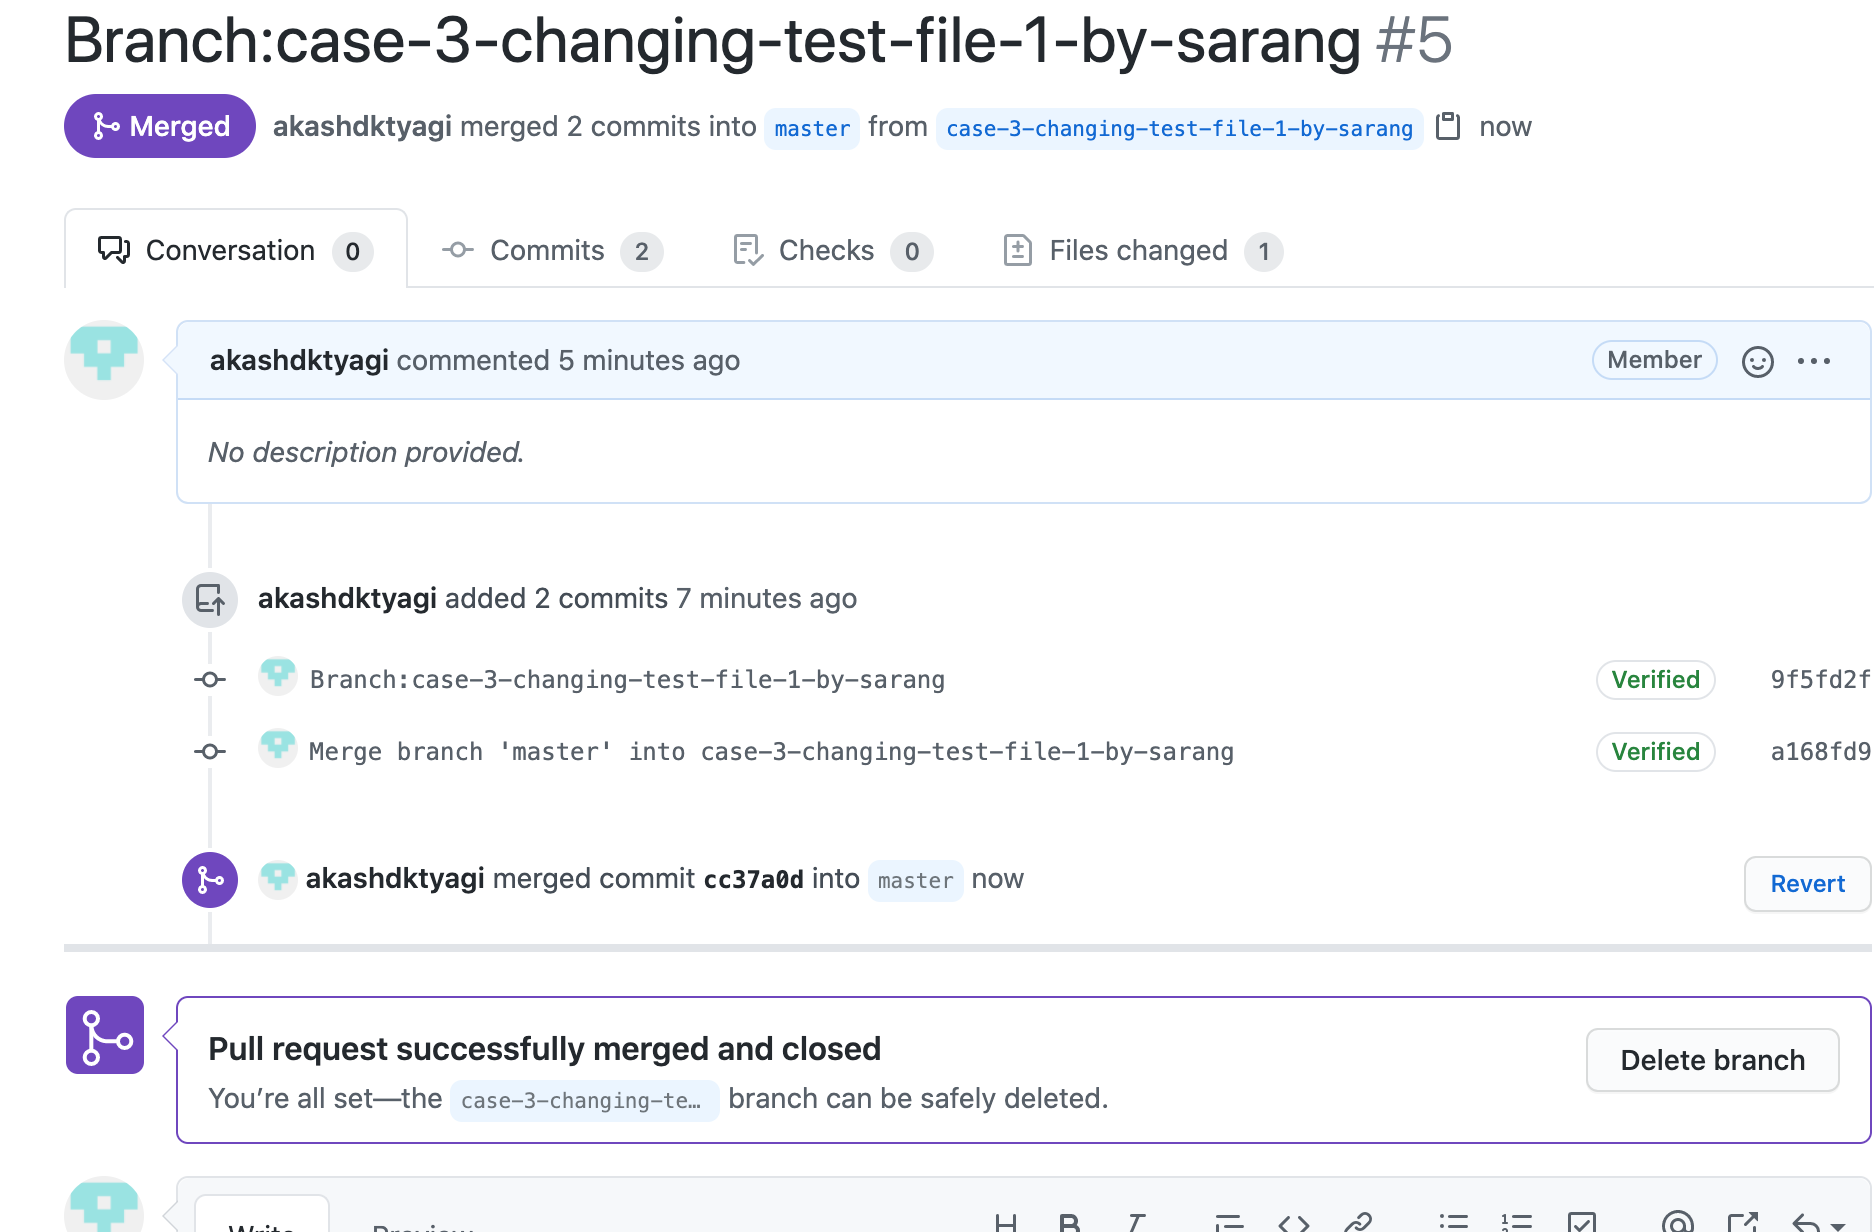 Branch:case-3-changing-test-file-1-by-sarang #5
Merged akashdktyagi merged 2 commits into master from case-3-changing-test-file-1-by-sarang now
Conversation 0 Commits 2 Checks 0 Files changed 1
akashdktyagi commented 5 minutes ago Member
No description provided.
akashdktyagi added 2 commits 7 minutes ago
Branch:case-3-changing-test-file-1-by-sarang Verified 9f5fd2f
Merge branch 'master' into case-3-changing-test-file-1-by-sarang Verified a168fd9
akashdktyagi merged commit cc37a0d into master now Revert
Pull request successfully merged and closed
Delete branch
You’re all set—the case-3-changing-te… branch can be safely deleted.
Write Preview